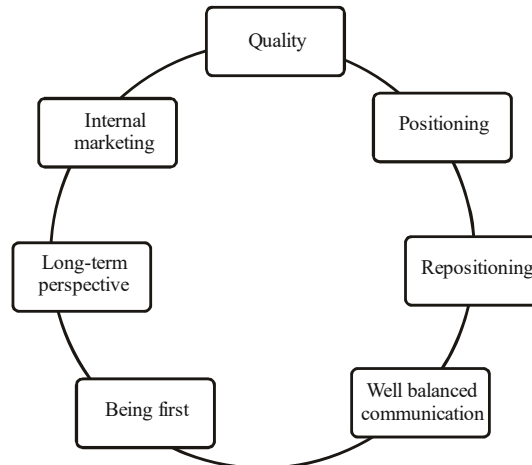 Quality
Positioning
Repositioning
Well balanced
communication
Being first
Long-term
perspective
Internal
marketing